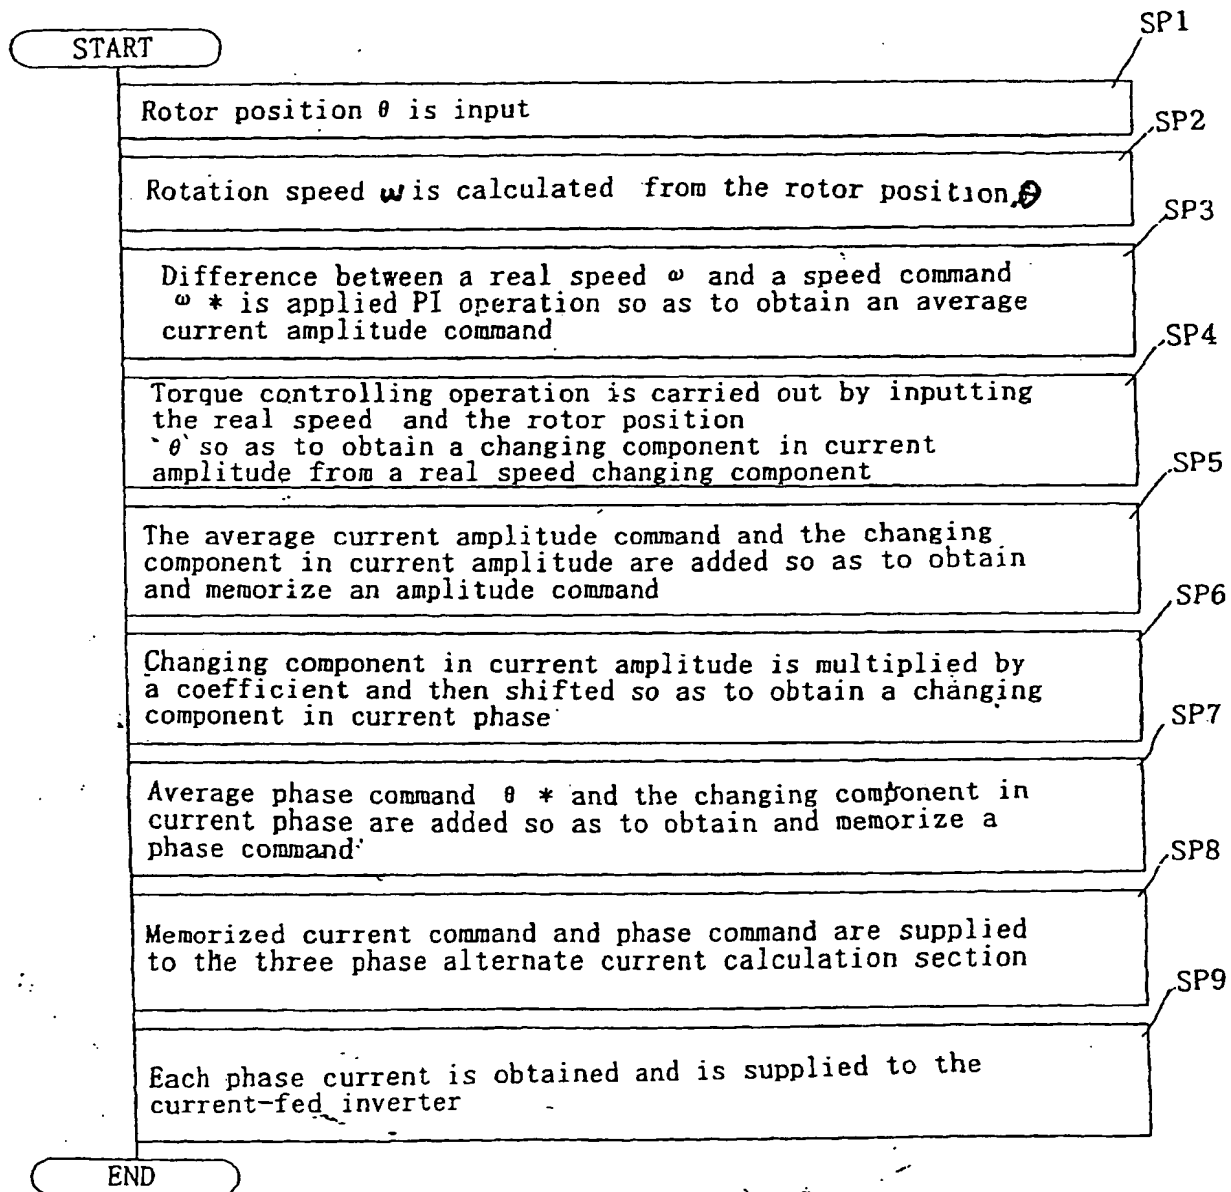 START
SP1
Rotor position θ is input
SP2
Rotation speed ω is calculated from the rotor position θ
SP3
Difference between a real speed ω and a speed command
ω * is applied PI operation so as to obtain an average
current amplitude command
SP4
Torque controlling operation is carried out by inputting
the real speed and the rotor position
θ so as to obtain a changing component in current
amplitude from a real speed changing component
SP5
The average current amplitude command and the changing
component in current amplitude are added so as to obtain
and memorize an amplitude command
SP6
Changing component in current amplitude is multiplied by
a coefficient and then shifted so as to obtain a changing
component in current phase
SP7
Average phase command θ * and the changing component in
current phase are added so as to obtain and memorize a
phase command
SP8
Memorized current command and phase command are supplied
to the three phase alternate current calculation section
SP9
Each phase current is obtained and is supplied to the
current-fed inverter
END